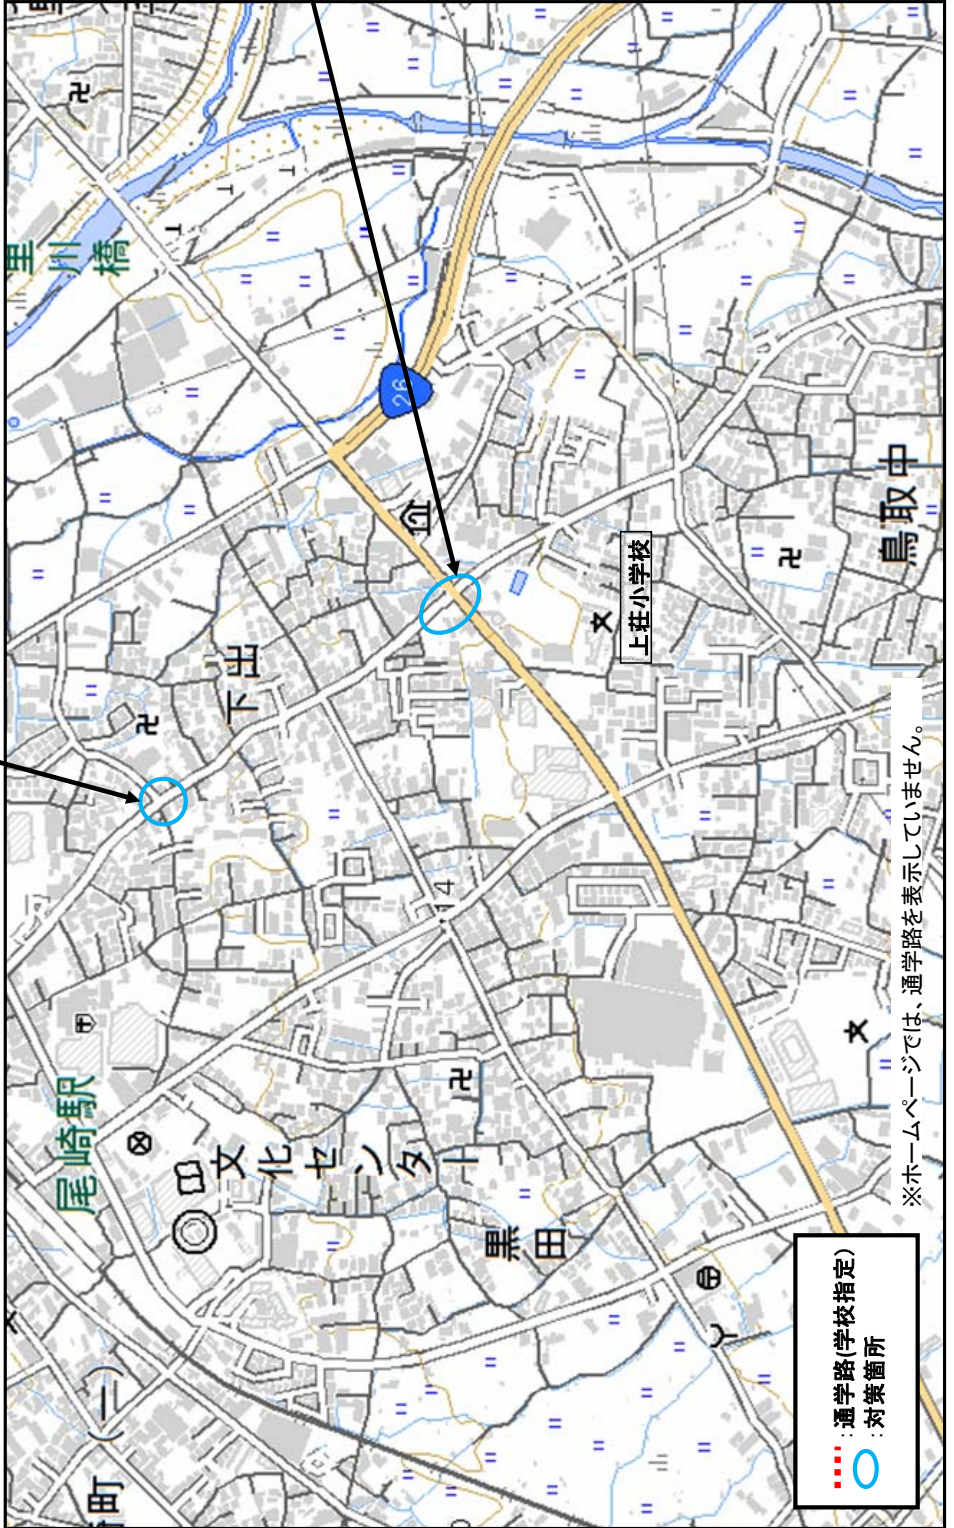 町(二)
尾崎駅
里川橋
文化センター
下出
黒田
14
26
上荘小学校
鳥取中
:通学路(学校指定)
:対策箇所
※ホームページでは、通学路を表示していません。